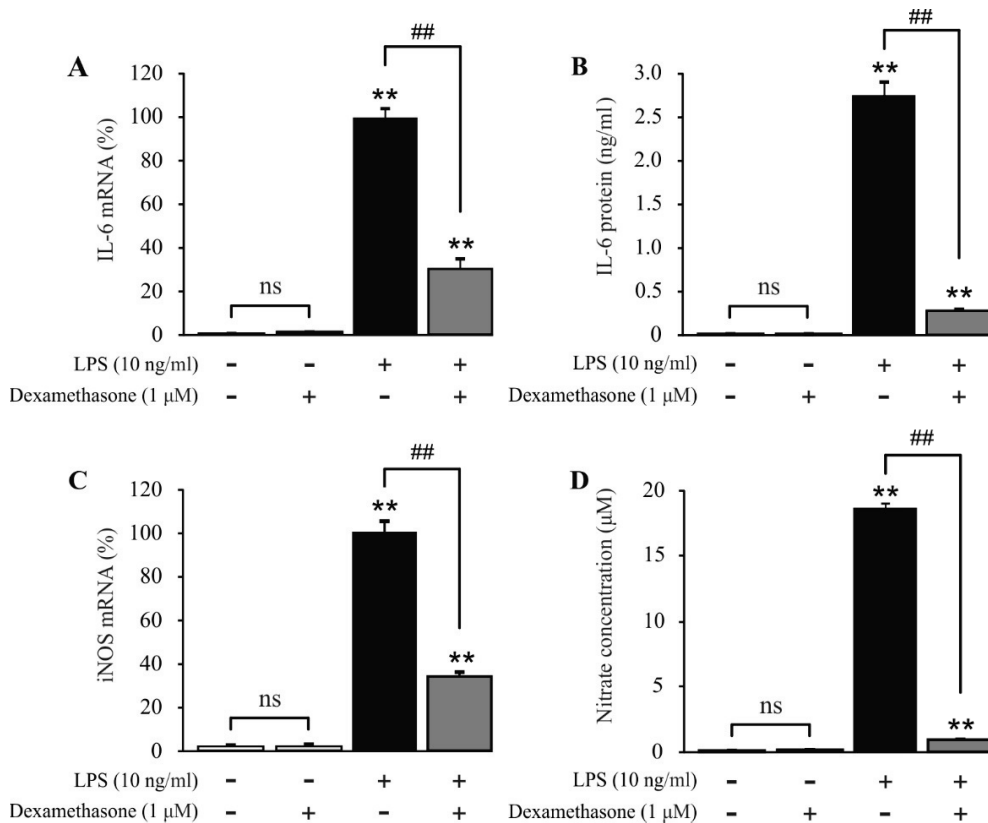 A
IL-6 mRNA (%)
120
100
80
60
40
20
0
ns
**
**
##
LPS (10 ng/ml) - - + +
Dexamethasone (1 μM) - + - +
B
IL-6 protein (ng/ml)
3.0
2.5
2.0
1.5
1.0
0.5
0
ns
**
**
##
LPS (10 ng/ml) - - + +
Dexamethasone (1 μM) - + - +
C
iNOS mRNA (%)
120
100
80
60
40
20
0
ns
**
**
##
LPS (10 ng/ml) - - + +
Dexamethasone (1 μM) - + - +
D
Nitrate concentration (μM)
20
15
10
5
0
ns
**
**
##
LPS (10 ng/ml) - - + +
Dexamethasone (1 μM) - + - +